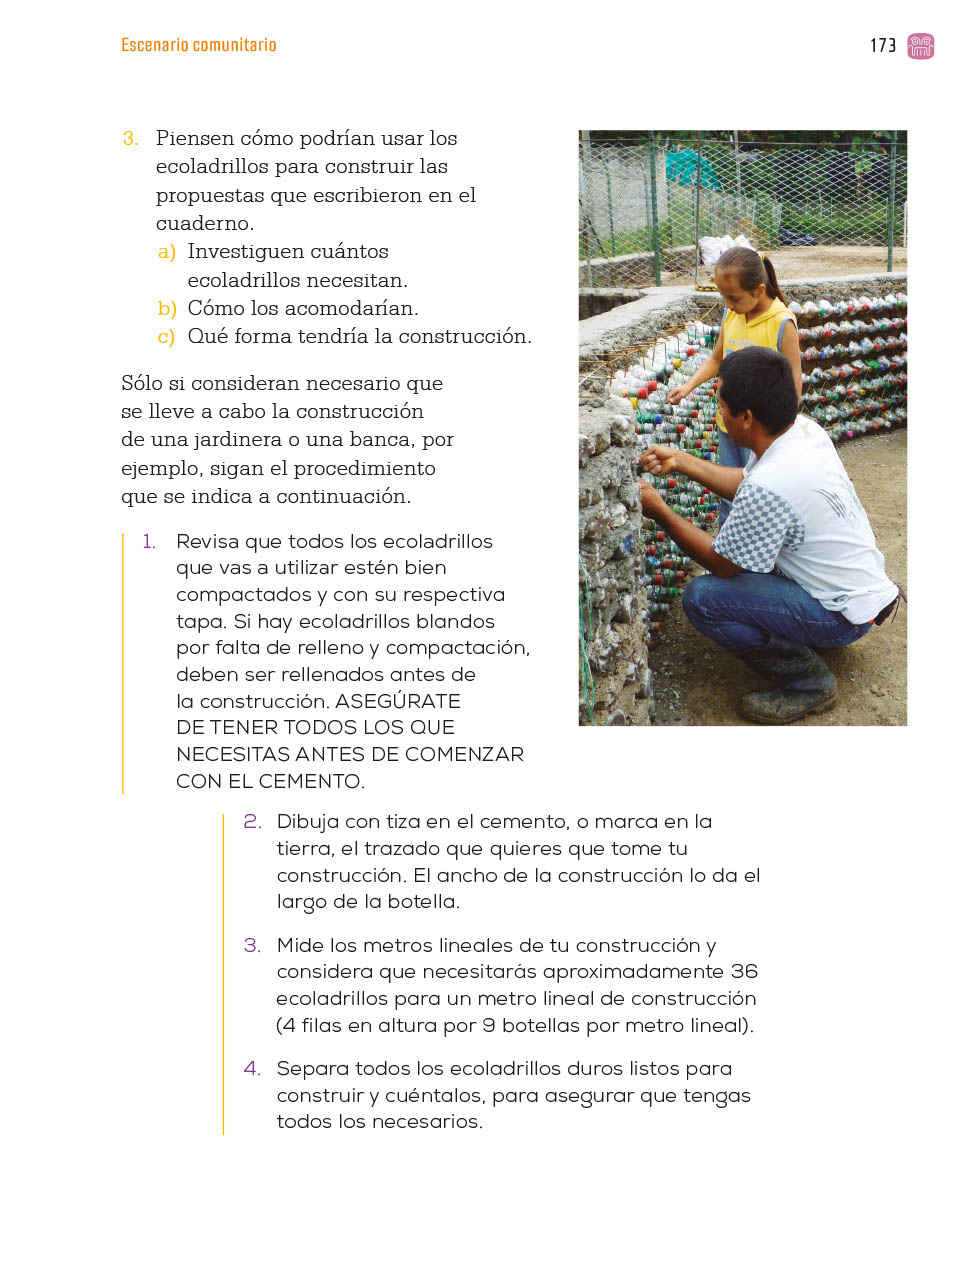 Escenario comunitario
173
3. Piensen cómo podrían usar los
ecoladrillos para construir las
propuestas que escribieron en el
cuaderno.
a) Investiguen cuántos
ecoladrillos necesitan.
b) Cómo los acomodarían.
c) Qué forma tendría la construcción.
Sólo si consideran necesario que
se lleve a cabo la construcción
de una jardinera o una banca, por
ejemplo, sigan el procedimiento
que se indica a continuación.
1. Revisa que todos los ecoladrillos
que vas a utilizar estén bien
compactados y con su respectiva
tapa. Si hay ecoladrillos blandos
por falta de relleno y compactación,
deben ser rellenados antes de
la construcción. ASEGÚRATE
DE TENER TODOS LOS QUE
NECESITAS ANTES DE COMENZAR
CON EL CEMENTO.
2. Dibuja con tiza en el cemento, o marca en la
tierra, el trazado que quieres que tome tu
construcción. El ancho de la construcción lo da el
largo de la botella.
3. Mide los metros lineales de tu construcción y
considera que necesitarás aproximadamente 36
ecoladrillos para un metro lineal de construcción
(4 filas en altura por 9 botellas por metro lineal).
4. Separa todos los ecoladrillos duros listos para
construir y cuéntalos, para asegurar que tengas
todos los necesarios.